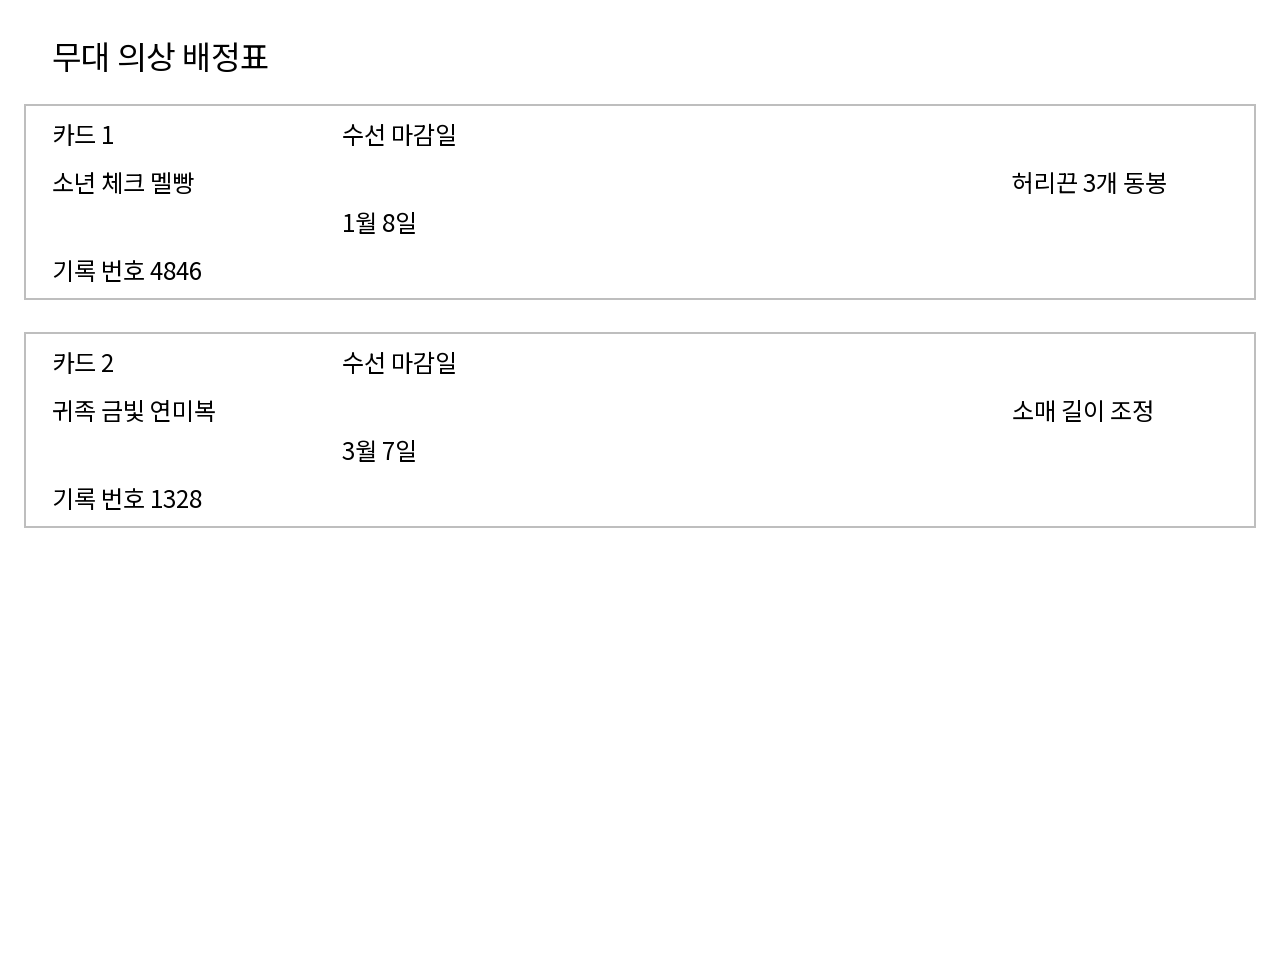 무대 의상 배정표
카드 1
수선 마감일
소년 체크 멜빵
허리끈 3개 동봉
1월 8일
기록 번호 4846
카드 2
수선 마감일
귀족 금빛 연미복
소매 길이 조정
3월 7일
기록 번호 1328